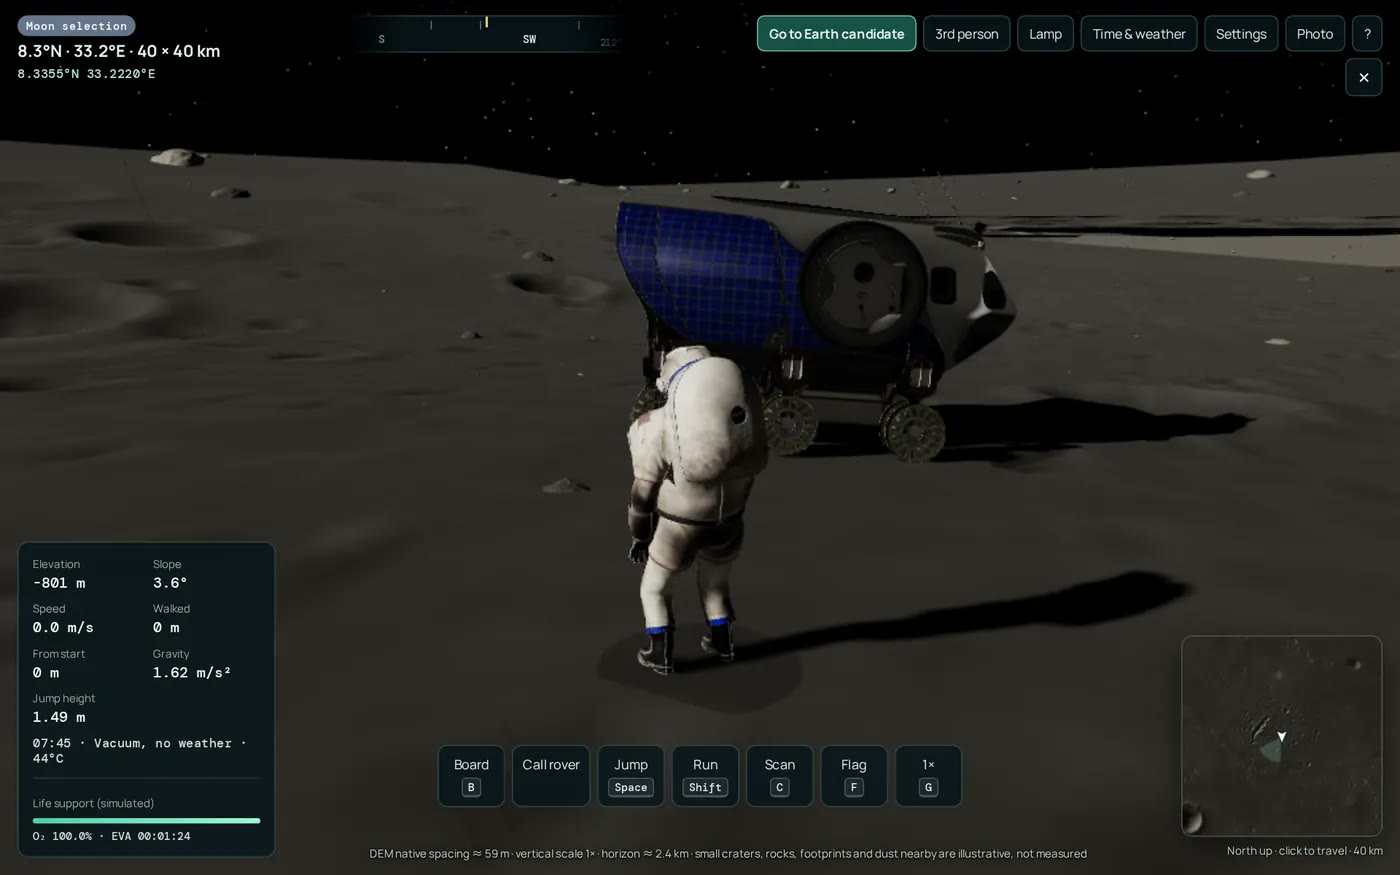 Moon selection
8.3°N · 33.2°E · 40 × 40 km
8.3355°N 33.2220°E
S
SW
212°
Go to Earth candidate
3rd person
Lamp
Time & weather
Settings
Photo
?
✕
Elevation
-801 m
Slope
3.6°
Speed
0.0 m/s
Walked
0 m
From start
0 m
Gravity
1.62 m/s²
Jump height
1.49 m
07:45 · Vacuum, no weather ·
44°C
Life support (simulated)
O₂ 100.0% · EVA 00:01:24
Board
B
Call rover
Jump
Space
Run
Shift
Scan
C
Flag
F
1×
G
DEM native spacing ≈ 59 m · vertical scale 1× · horizon ≈ 2.4 km · small craters, rocks, footprints and dust nearby are illustrative, not measured
North up · click to travel · 40 km